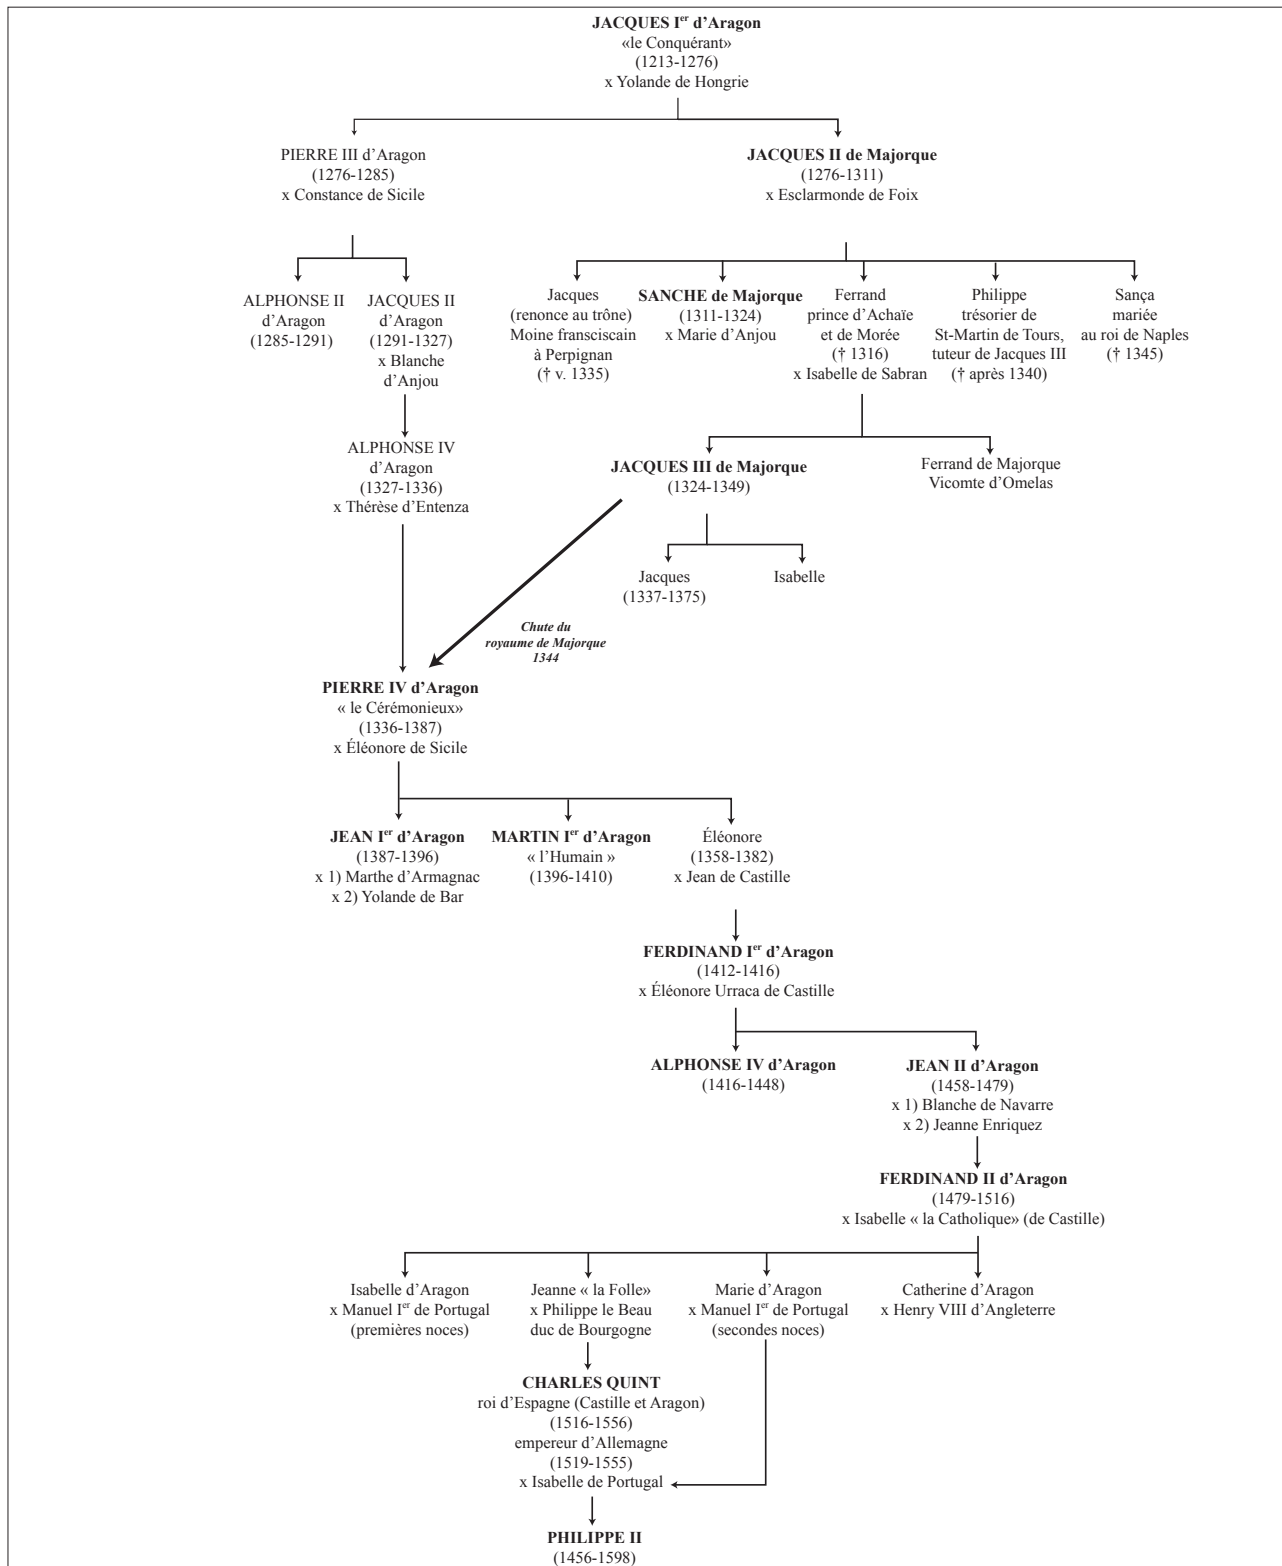 JACQUES Ier d’Aragon
«le Conquérant»
(1213-1276)
x Yolande de Hongrie
PIERRE III d’Aragon
(1276-1285)
x Constance de Sicile
JACQUES II de Majorque
(1276-1311)
x Esclarmonde de Foix
ALPHONSE II
d’Aragon
(1285-1291)
JACQUES II
d’Aragon
(1291-1327)
x Blanche
d’Anjou
Jacques
(renonce au trône)
Moine fransciscain
à Perpignan
(† v. 1335)
SANCHE de Majorque
(1311-1324)
x Marie d’Anjou
Ferrand
prince d’Achaïe
et de Morée
(† 1316)
x Isabelle de Sabran
Philippe
trésorier de
St-Martin de Tours,
tuteur de Jacques III
(† après 1340)
Sança
mariée
au roi de Naples
(† 1345)
ALPHONSE IV
d’Aragon
(1327-1336)
x Thérèse d’Entenza
JACQUES III de Majorque
(1324-1349)
Ferrand de Majorque
Vicomte d’Omelas
Jacques
(1337-1375)
Isabelle
Chute du
royaume de Majorque
1344
PIERRE IV d’Aragon
« le Cérémonieux»
(1336-1387)
x Éléonore de Sicile
JEAN Ier d’Aragon
(1387-1396)
x 1) Marthe d’Armagnac
x 2) Yolande de Bar
MARTIN Ier d’Aragon
« l’Humain »
(1396-1410)
Éléonore
(1358-1382)
x Jean de Castille
FERDINAND Ier d’Aragon
(1412-1416)
x Éléonore Urraca de Castille
ALPHONSE IV d’Aragon
(1416-1448)
JEAN II d’Aragon
(1458-1479)
x 1) Blanche de Navarre
x 2) Jeanne Enriquez
FERDINAND II d’Aragon
(1479-1516)
x Isabelle « la Catholique» (de Castille)
Isabelle d’Aragon
x Manuel Ier de Portugal
(premières noces)
Jeanne « la Folle»
x Philippe le Beau
duc de Bourgogne
Marie d’Aragon
x Manuel Ier de Portugal
(secondes noces)
Catherine d’Aragon
x Henry VIII d’Angleterre
CHARLES QUINT
roi d’Espagne (Castille et Aragon)
(1516-1556)
empereur d’Allemagne
(1519-1555)
x Isabelle de Portugal
PHILIPPE II
(1456-1598)